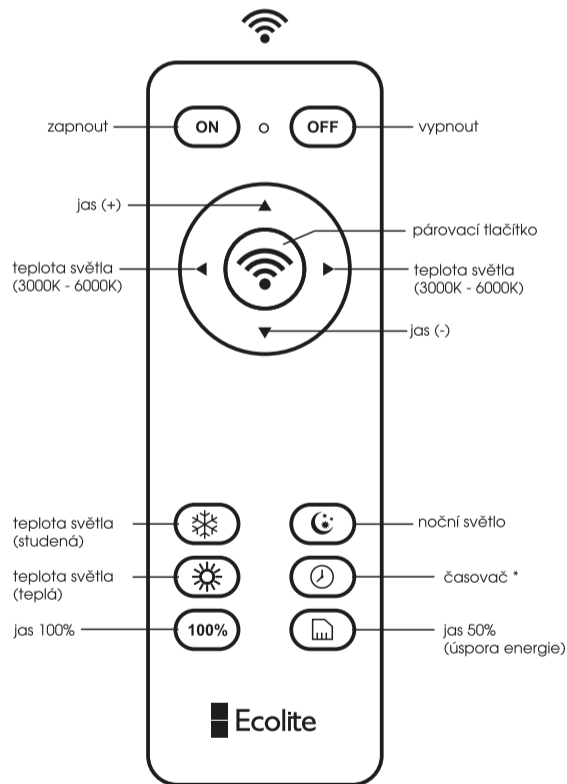 zapnout
ON
OFF
vypnout
jas (+)
párovací tlačítko
teplota světla
(3000K - 6000K)
teplota světla
(3000K - 6000K)
jas (-)
teplota světla
(studená)
noční světlo
teplota světla
(teplá)
časovač *
jas 100%
100%
jas 50%
(úspora energie)
Ecolite